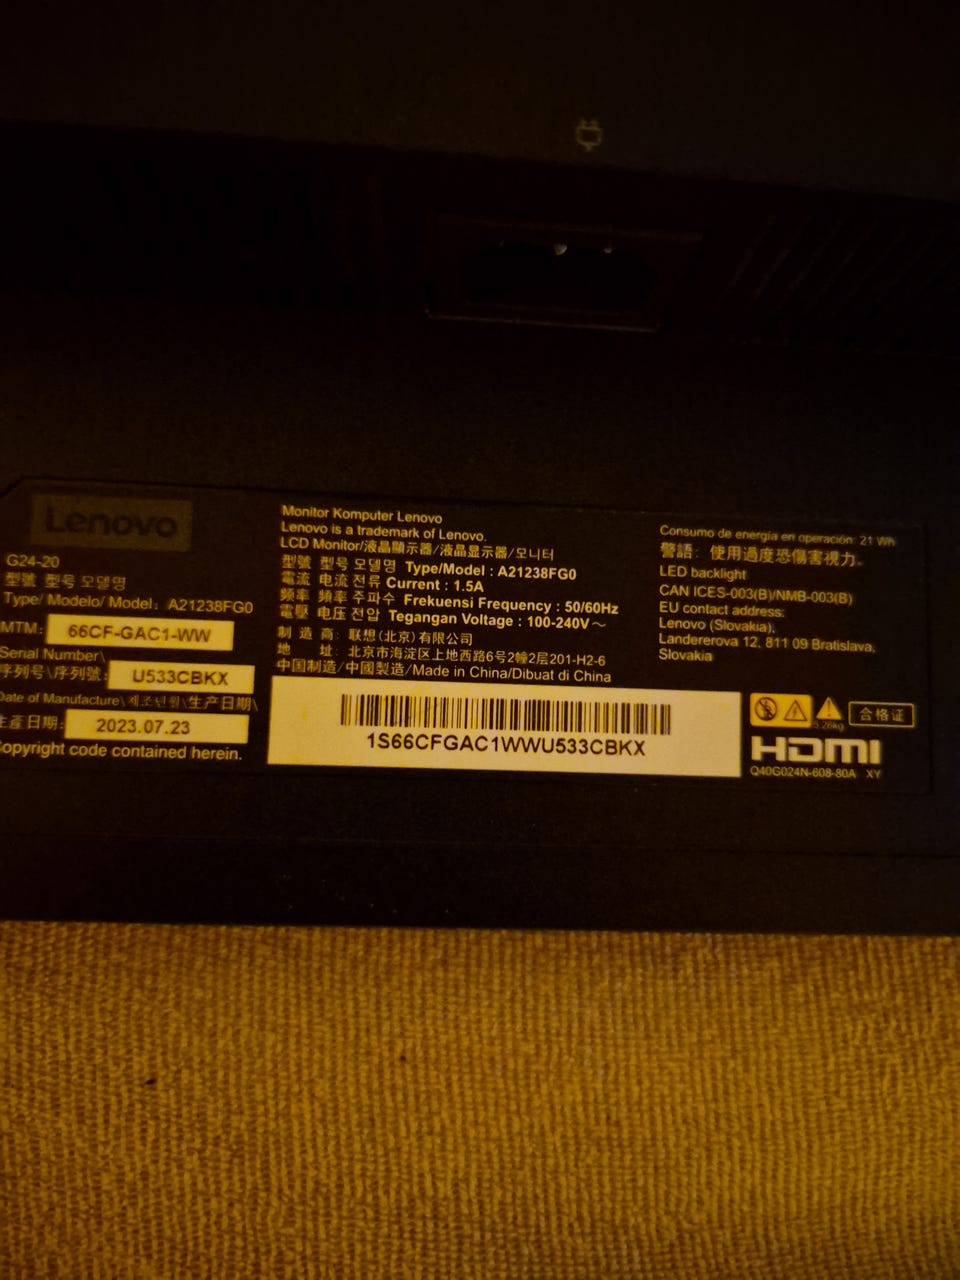 Lenovo
G24-20
型號 型号 모델명
Type/ Modelo/ Model: A21238FG0
MTM: 66CF-GAC1-WW
Serial Number\
序列号\序列號: U533CBKX
Date of Manufacture\제조년월\生产日期\
生產日期: 2023.07.23
Copyright code contained herein.
Monitor Komputer Lenovo
Lenovo is a trademark of Lenovo.
LCD Monitor/液晶顯示器/液晶显示器/모니터
型號 型号 모델명 Type/Model : A21238FG0
電流 电流 전류 Current : 1.5A
頻率 频率 주파수 Frekuensi Frequency : 50/60Hz
電壓 电压 전압 Tegangan Voltage : 100-240V～
制 造 商: 联想(北京)有限公司
地 址: 北京市海淀区上地西路6号2幢2层201-H2-6
中国制造/中國製造/Made in China/Dibuat di China
1S66CFGAC1WWU533CBKX
Consumo de energía en operación: 21 Wh
警語: 使用過度恐傷害視力。
LED backlight
CAN ICES-003(B)/NMB-003(B)
EU contact address:
Lenovo (Slovakia),
Landererova 12, 811 09 Bratislava,
Slovakia
5.26kg
合格证
HDMI
Q40G024N-608-80A XY